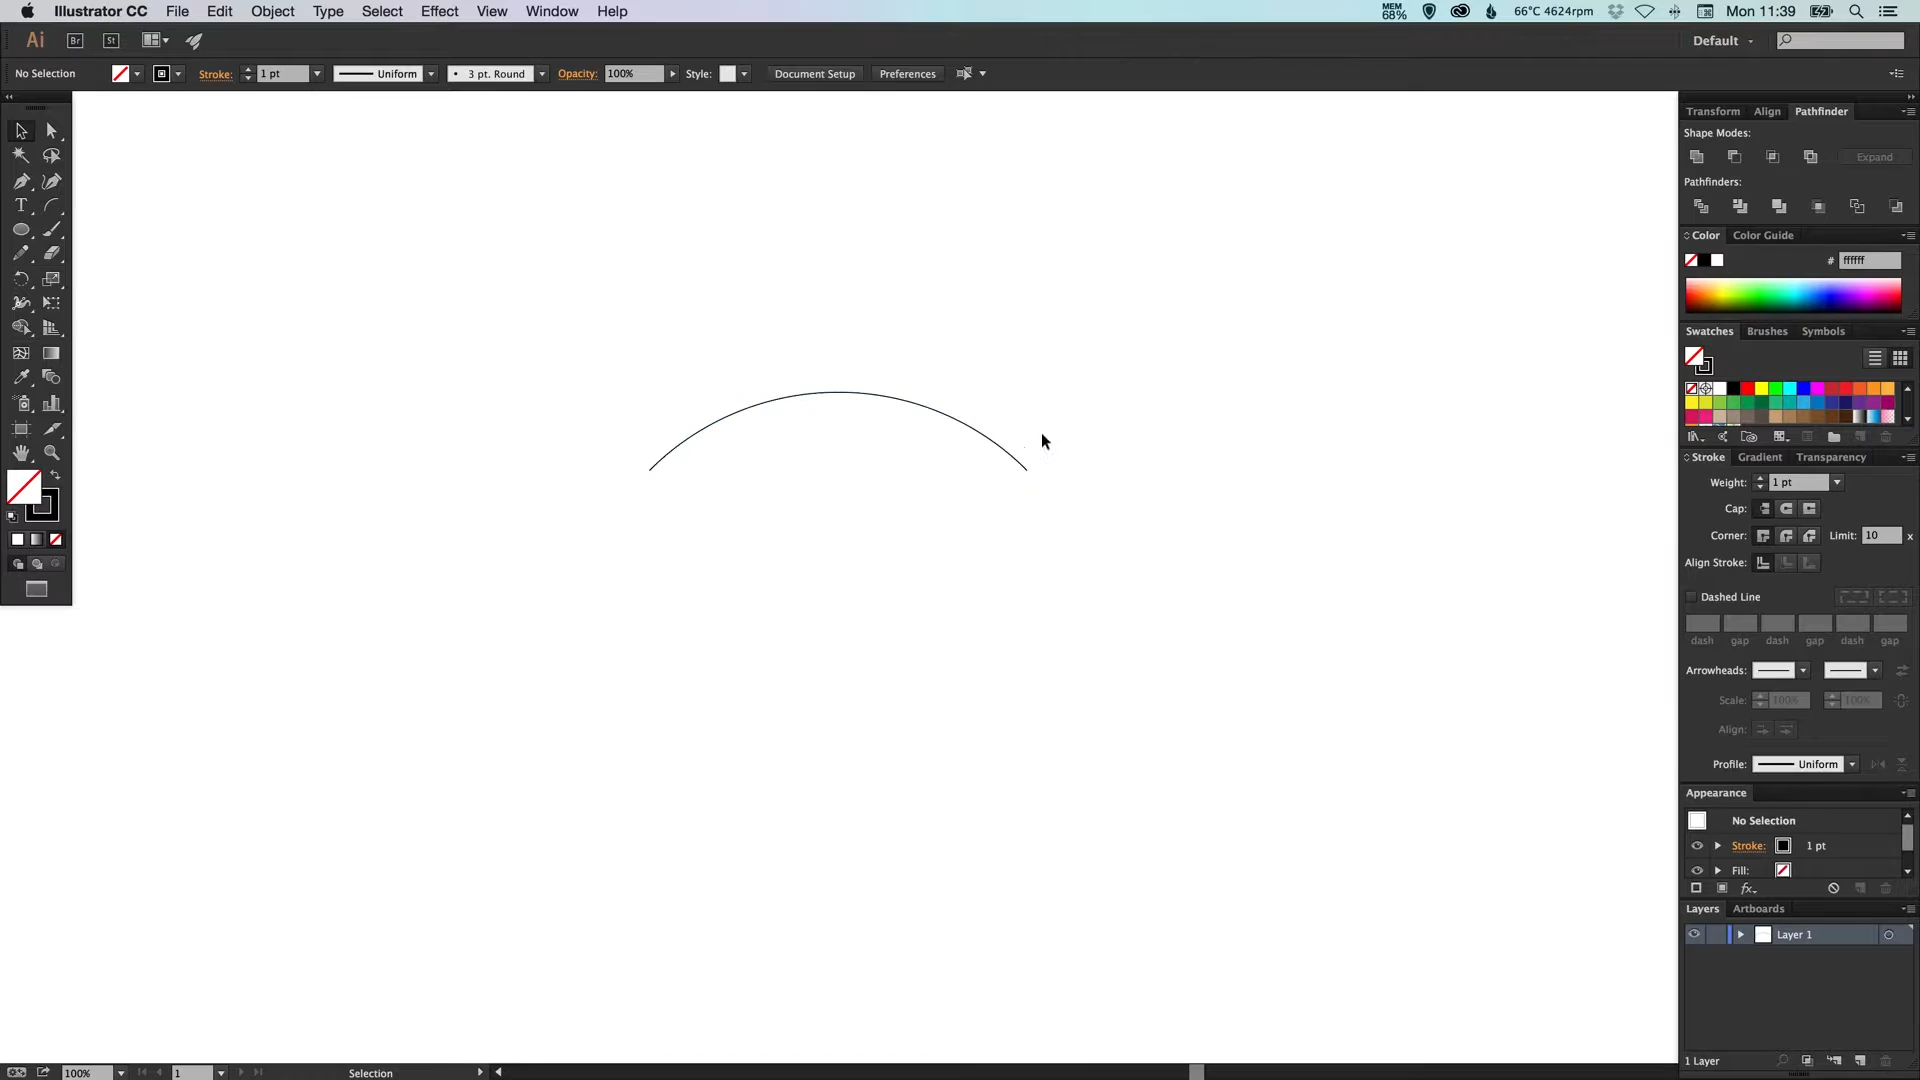 Illustrator CC File Edit Object Type Select Effect View Window Help
MEM 68% 66°C 4624rpm Mon 11:39
Ai Br St Default
No Selection Stroke: 1 pt Uniform 3 pt. Round Opacity: 100% Style: Document Setup Preferences
Transform Align Pathfinder
Shape Modes:
Expand
Pathfinders:
Color Color Guide
# ffffff
Swatches Brushes Symbols
Stroke Gradient Transparency
Weight: 1 pt
Cap:
Corner: Limit: 10 x
Align Stroke:
Dashed Line
dash gap dash gap dash gap
Arrowheads:
Scale: 100% 100%
Align:
Profile: Uniform
Appearance
No Selection
Stroke: 1 pt
Fill:
fx
Layers Artboards
Layer 1
1 Layer
100% 1 Selection